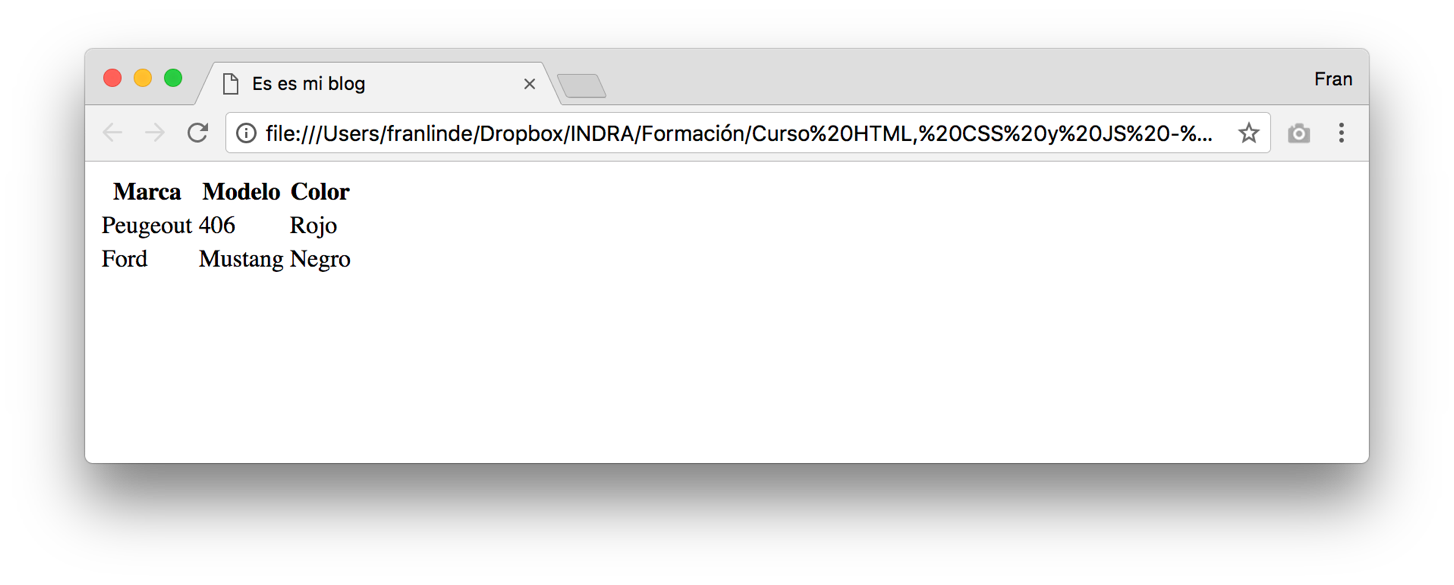 Es es mi blog
Fran
file:///Users/franlinde/Dropbox/INDRA/Formación/Curso%20HTML,%20CSS%20y%20JS%20-%...
Marca Modelo Color
Peugeout 406 Rojo
Ford Mustang Negro